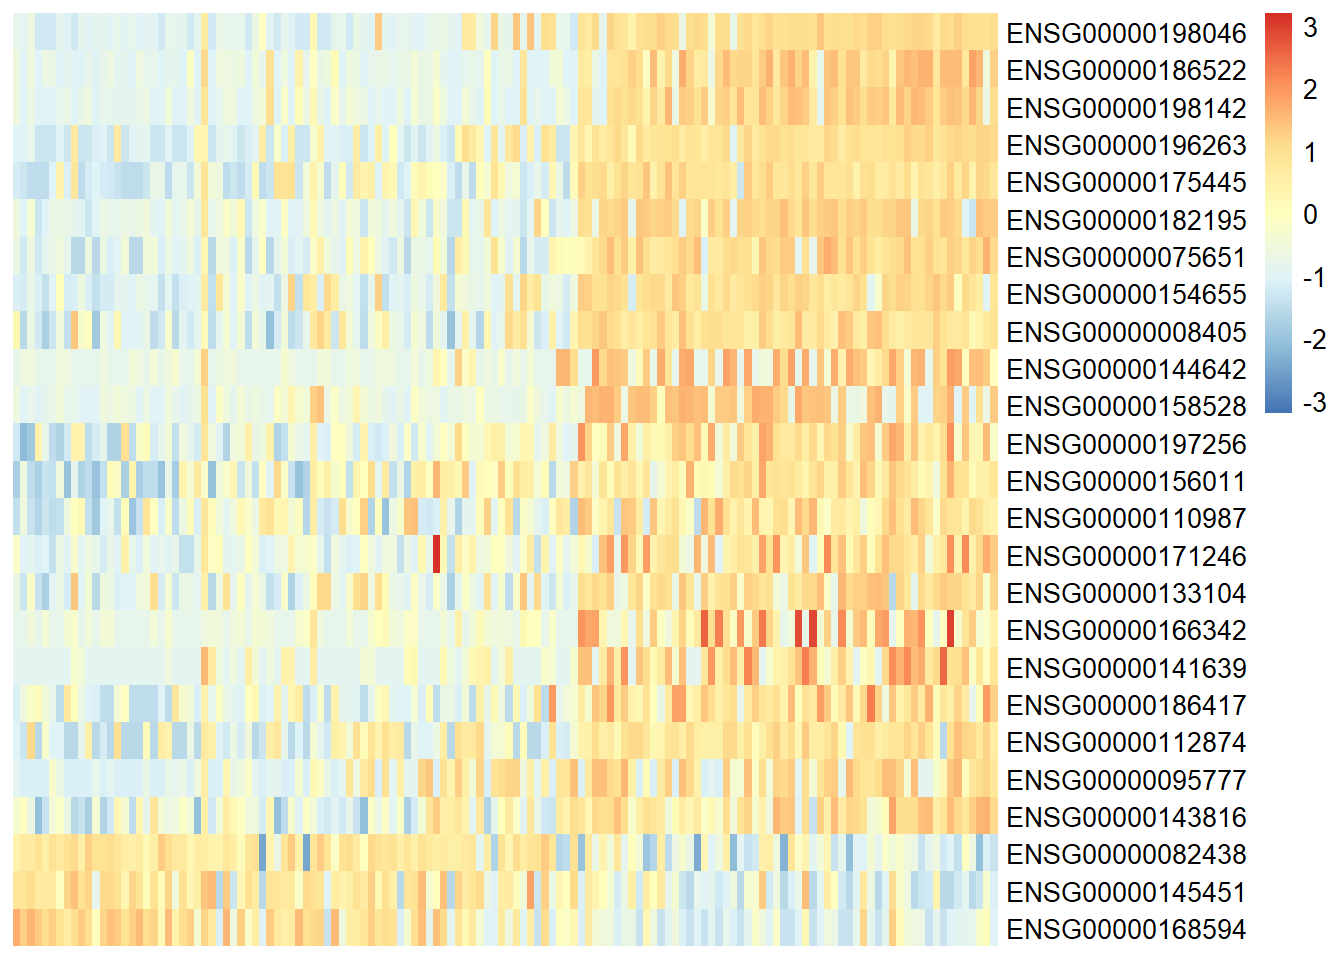 ENSG00000198046
ENSG00000186522
ENSG00000198142
ENSG00000196263
ENSG00000175445
ENSG00000182195
ENSG00000075651
ENSG00000154655
ENSG00000008405
ENSG00000144642
ENSG00000158528
ENSG00000197256
ENSG00000156011
ENSG00000110987
ENSG00000171246
ENSG00000133104
ENSG00000166342
ENSG00000141639
ENSG00000186417
ENSG00000112874
ENSG00000095777
ENSG00000143816
ENSG00000082438
ENSG00000145451
ENSG00000168594
3
2
1
0
-1
-2
-3